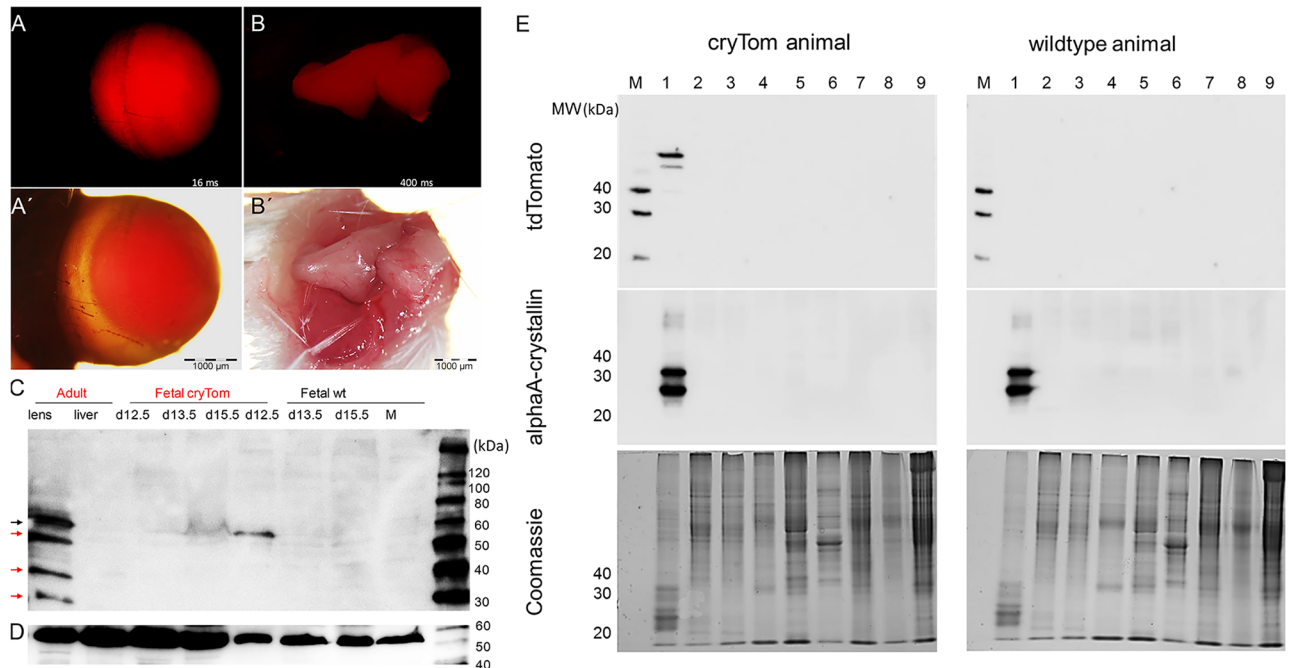 A
16 ms
B
400 ms
A´
1000 μm
B´
1000 μm
C
Adult Fetal cryTom Fetal wt
lens liver d12.5 d13.5 d15.5 d12.5 d13.5 d15.5 M
(kDa)
120
100
80
60
50
40
30
D
60
50
40
E
cryTom animal wildtype animal
M 1 2 3 4 5 6 7 8 9 M 1 2 3 4 5 6 7 8 9
MW (kDa)
tdTomato
40
30
20
alphaA-crystallin
40
30
20
Coomassie
40
30
20